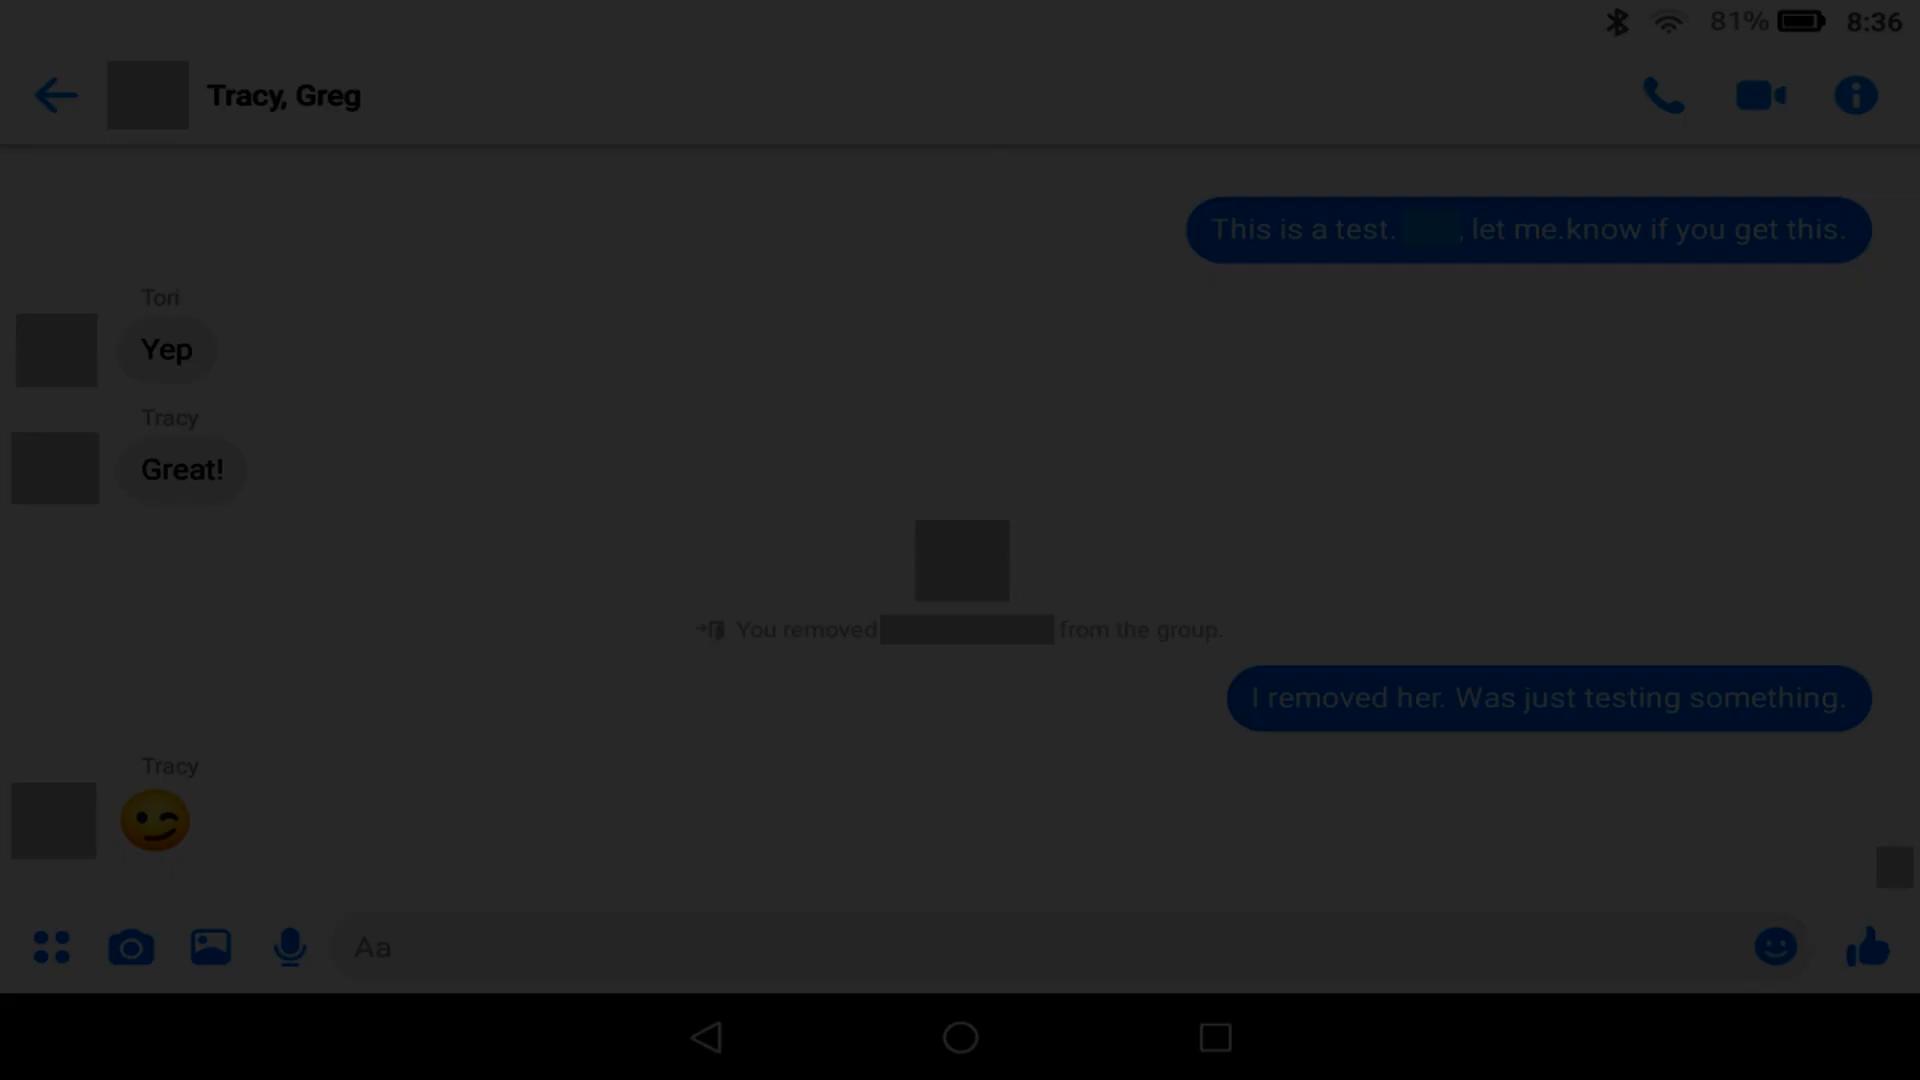 81% 8:36
Tracy, Greg
This is a test. , let me.know if you get this.
Tori
Yep
Tracy
Great!
You removed from the group.
I removed her. Was just testing something.
Tracy
Aa